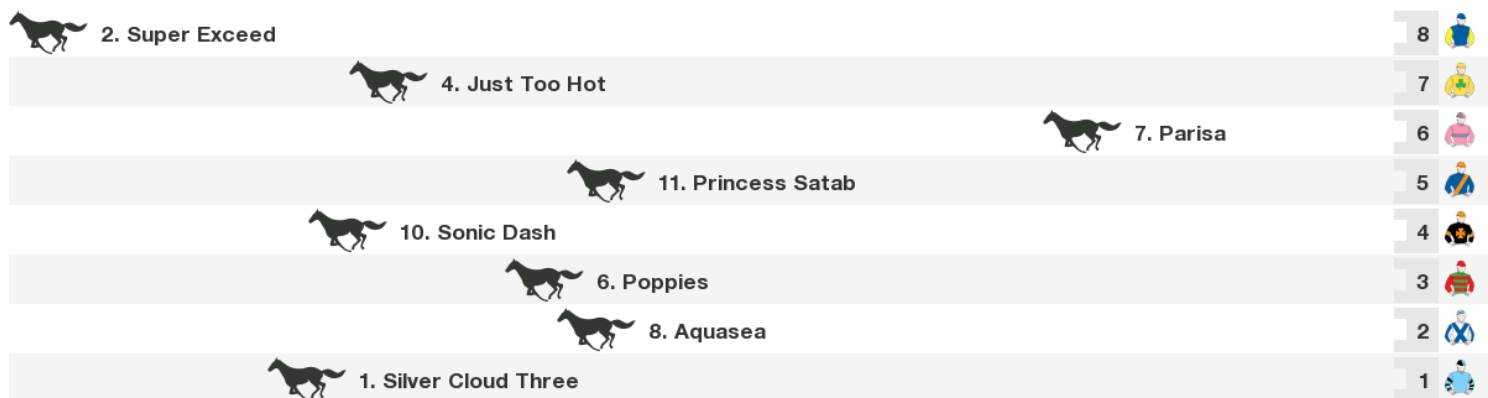 2. Super Exceed 8
4. Just Too Hot 7
7. Parisa 6
11. Princess Satab 5
10. Sonic Dash 4
6. Poppies 3
8. Aquasea 2
1. Silver Cloud Three 1